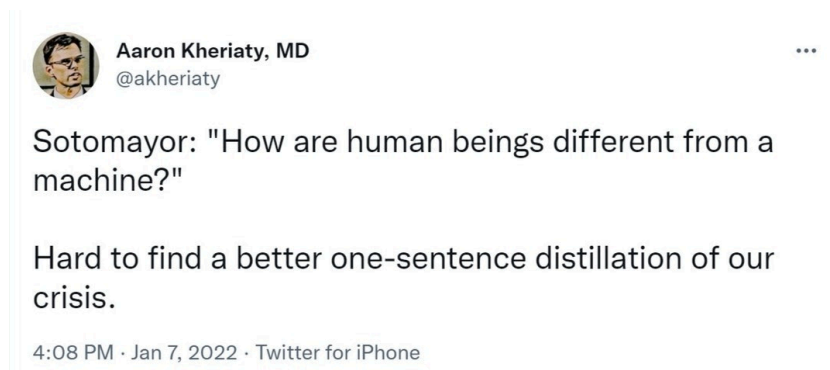 Aaron Kheriaty, MD
@akheriaty
Sotomayor: "How are human beings different from a
machine?"
Hard to find a better one-sentence distillation of our
crisis.
4:08 PM · Jan 7, 2022 · Twitter for iPhone